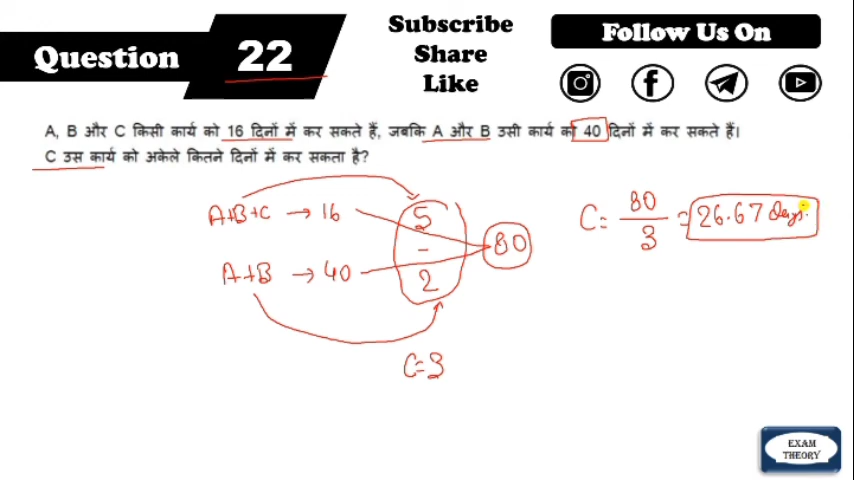 Question 22
Subscribe
Share
Like
Follow Us On
A, B और C किसी कार्य को 16 दिनों में कर सकते हैं, जबकि A और B उसी कार्य को 40 दिनों में कर सकते हैं।
C उस कार्य को अकेले कितने दिनों में कर सकता है?
A+B+C → 16
5
-
2
80
A+B → 40
C=3
C = 80/3 = 26.67 days.
EXAM
THEORY